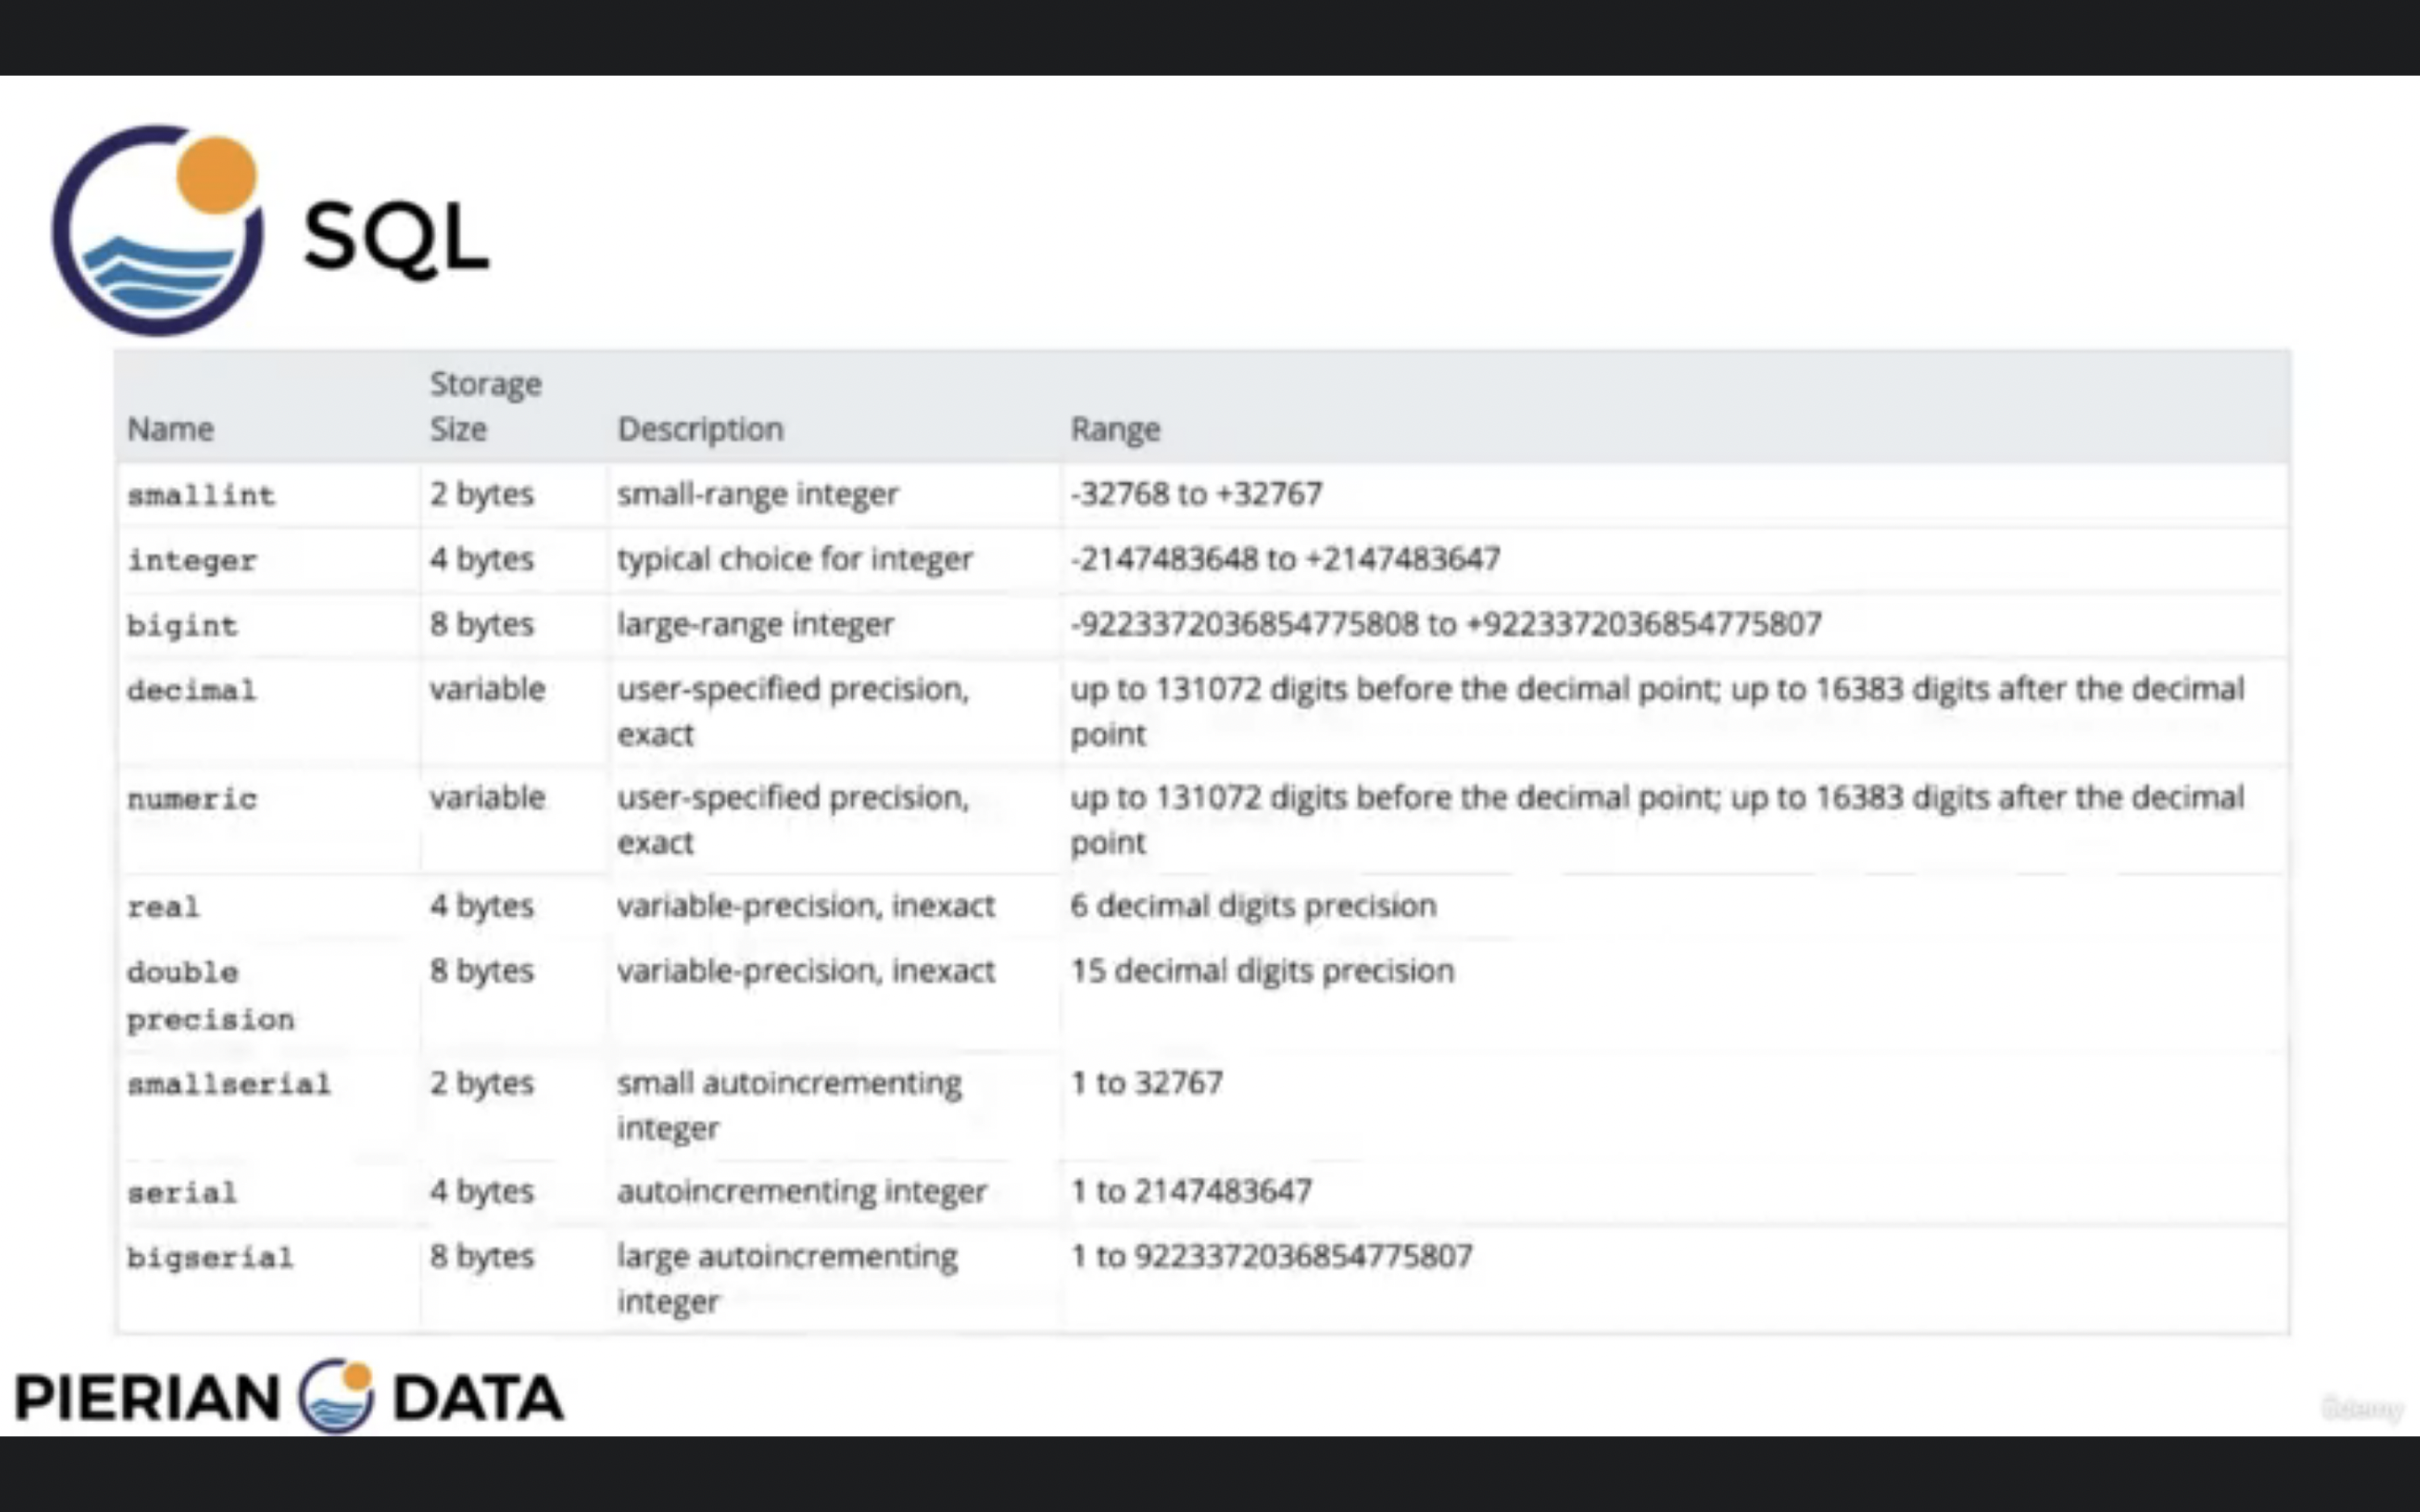 SQL
Storage
Name Size Description Range
smallint 2 bytes small-range integer -32768 to +32767
integer 4 bytes typical choice for integer -2147483648 to +2147483647
bigint 8 bytes large-range integer -9223372036854775808 to +9223372036854775807
decimal variable user-specified precision, up to 131072 digits before the decimal point; up to 16383 digits after the decimal
exact point
numeric variable user-specified precision, up to 131072 digits before the decimal point; up to 16383 digits after the decimal
exact point
real 4 bytes variable-precision, inexact 6 decimal digits precision
double 8 bytes variable-precision, inexact 15 decimal digits precision
precision
smallserial 2 bytes small autoincrementing 1 to 32767
integer
serial 4 bytes autoincrementing integer 1 to 2147483647
bigserial 8 bytes large autoincrementing 1 to 9223372036854775807
integer
PIERIAN DATA
Udemy